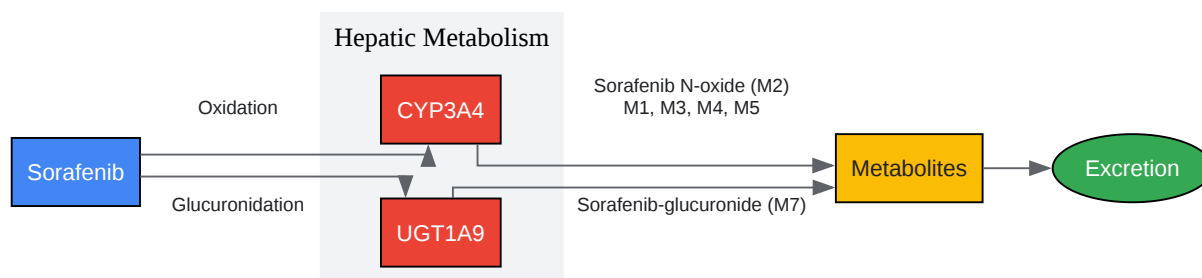 Hepatic Metabolism
Oxidation
CYP3A4
Sorafenib N-oxide (M2)
M1, M3, M4, M5
Sorafenib
Metabolites
Excretion
Glucuronidation
UGT1A9
Sorafenib-glucuronide (M7)